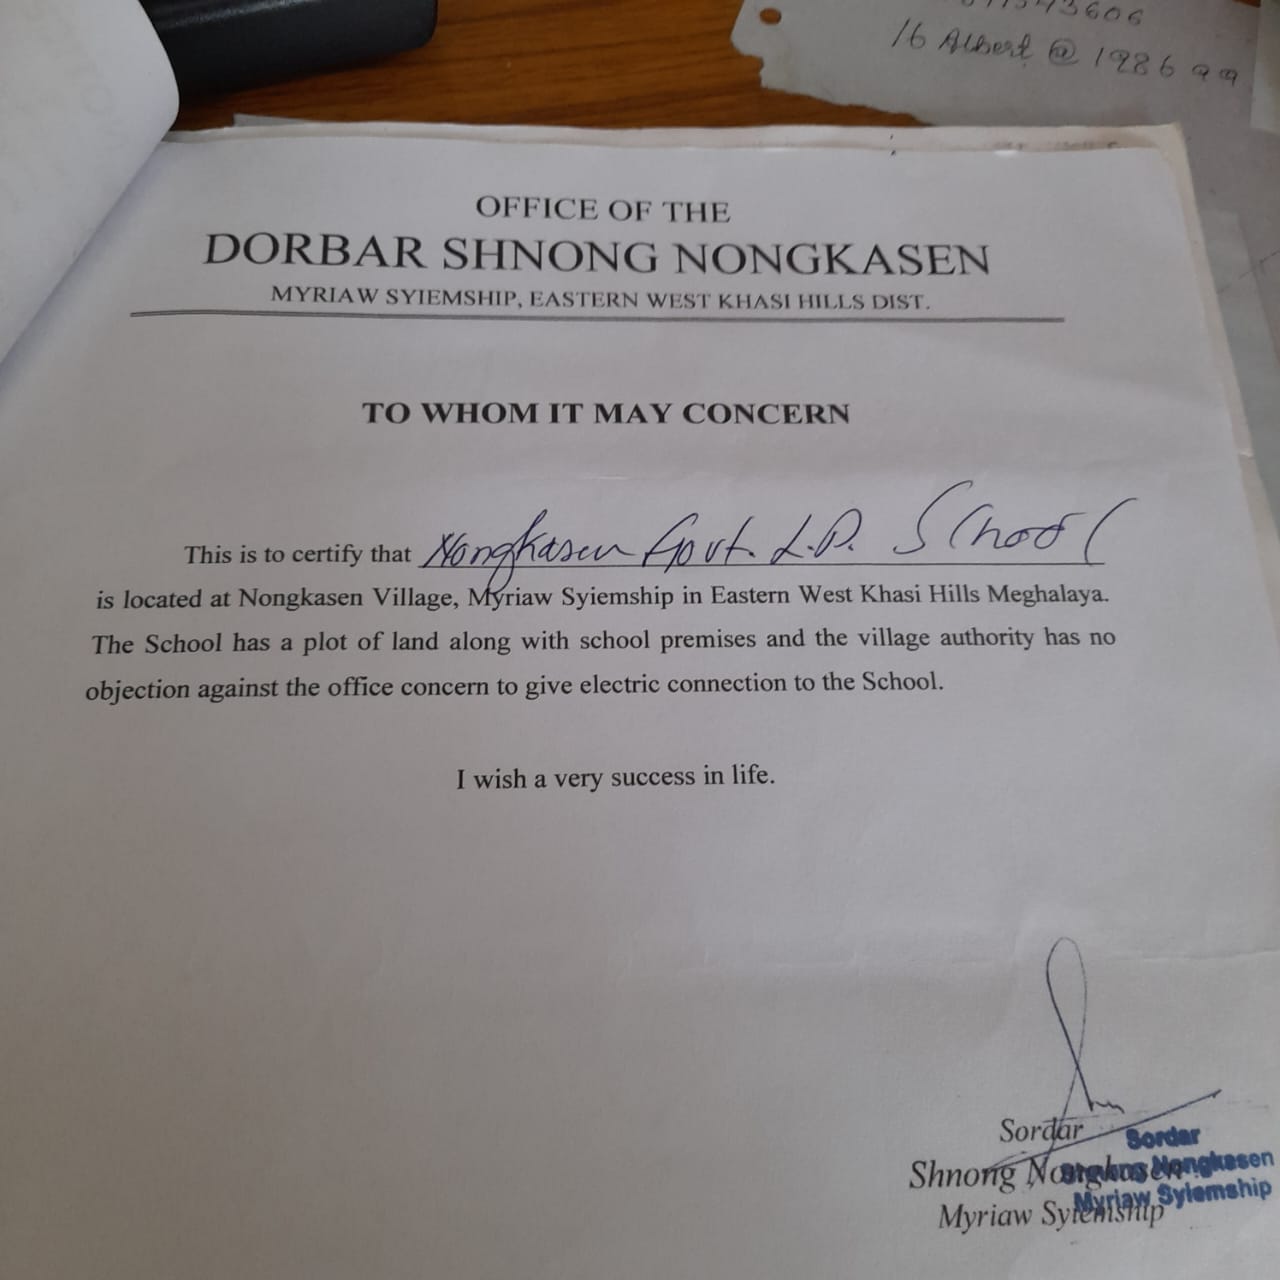 16 Albert @ 1986 99
OFFICE OF THE
DORBAR SHNONG NONGKASEN
MYRIAW SYIEMSHIP, EASTERN WEST KHASI HILLS DIST.
TO WHOM IT MAY CONCERN
This is to certify that Nongkasen Govt. L.P. School
is located at Nongkasen Village, Myriaw Syiemship in Eastern West Khasi Hills Meghalaya.
The School has a plot of land along with school premises and the village authority has no
objection against the office concern to give electric connection to the School.
I wish a very success in life.
Sordar
Shnong Nongkasen
Myriaw Syiemship
Sordar
Shnong Nongkasen
Myriaw Syiemship